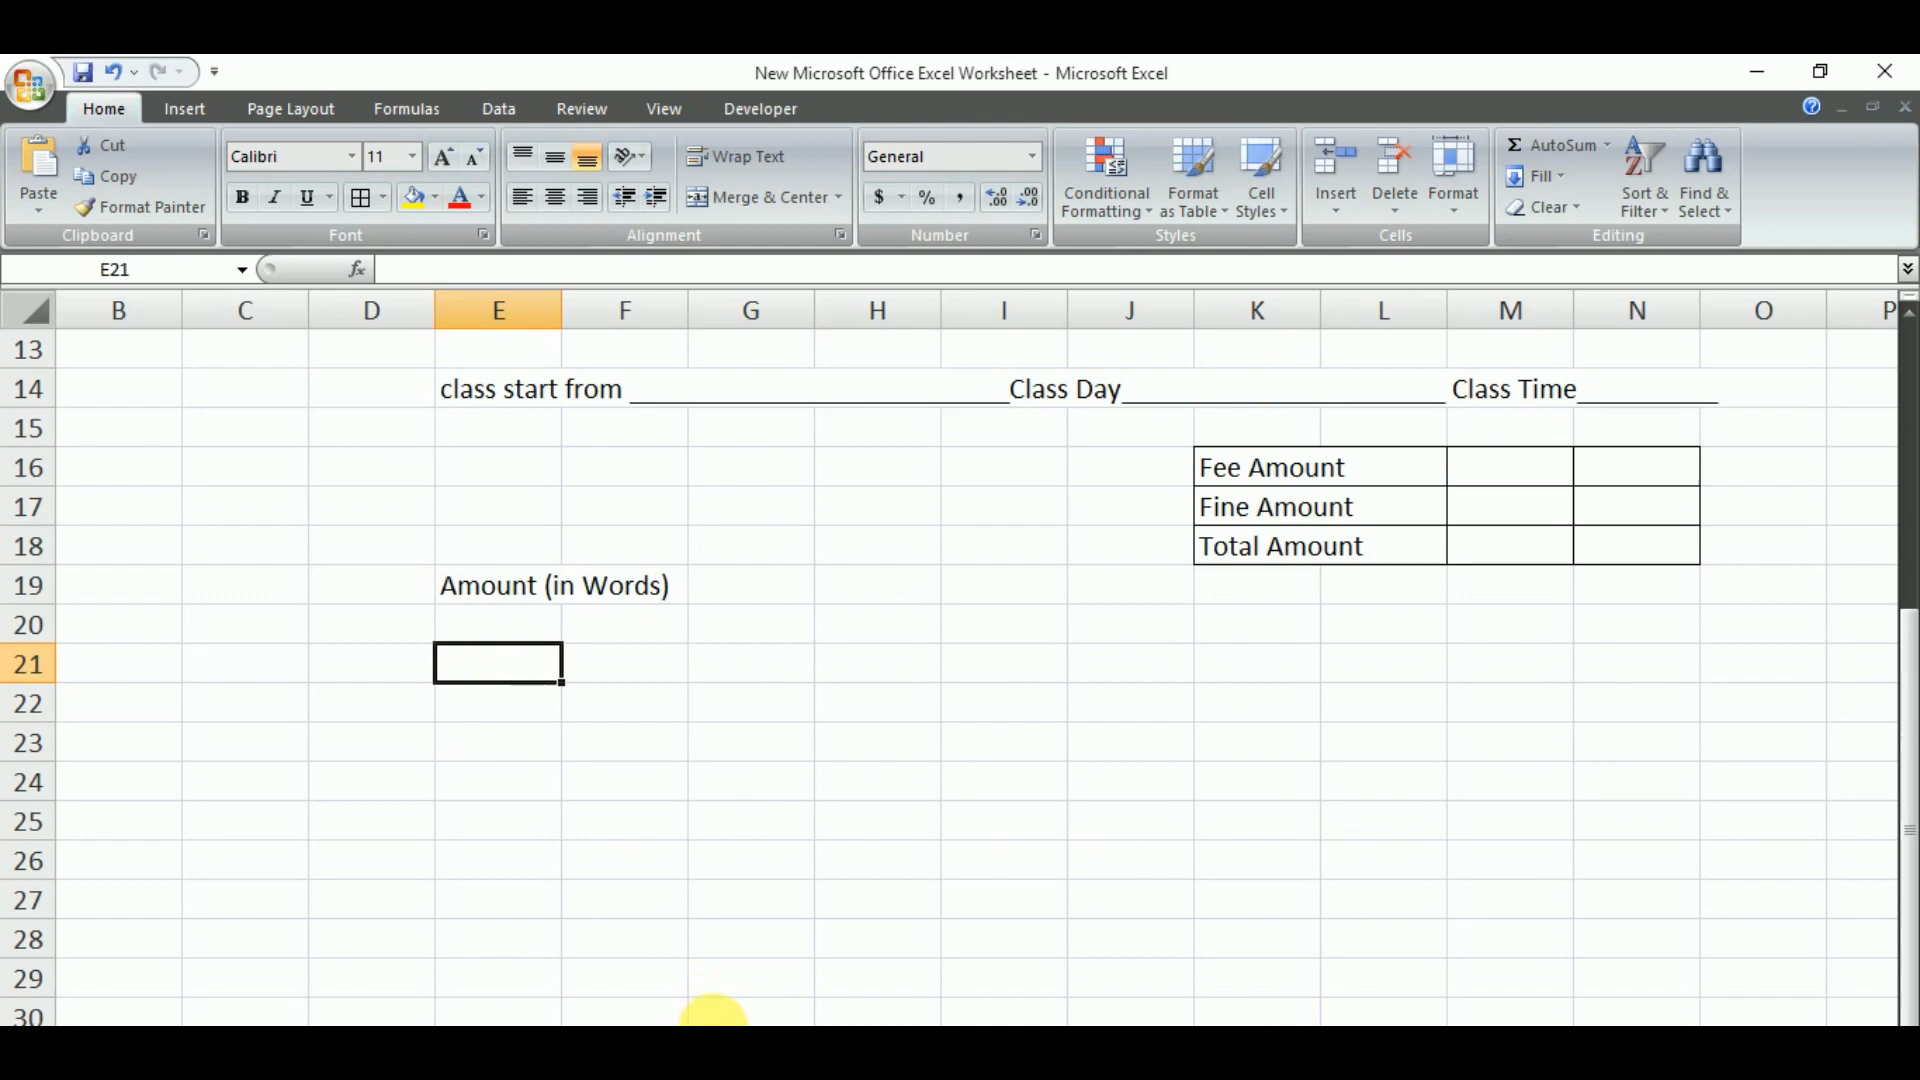 New Microsoft Office Excel Worksheet - Microsoft Excel
Home Insert Page Layout Formulas Data Review View Developer
Paste Cut Copy Format Painter Clipboard
Calibri 11 B I U Font
Wrap Text Merge & Center Alignment
General $ % , Number
Conditional Formatting Format as Table Cell Styles Styles
Insert Delete Format Cells
AutoSum Fill Clear Sort & Filter Find & Select Editing
E21 fx
B C D E F G H I J K L M N O P
13
14 class start from ___________________________Class Day_______________________ Class Time__________
15
16 Fee Amount
17 Fine Amount
18 Total Amount
19 Amount (in Words)
20
21
22
23
24
25
26
27
28
29
30